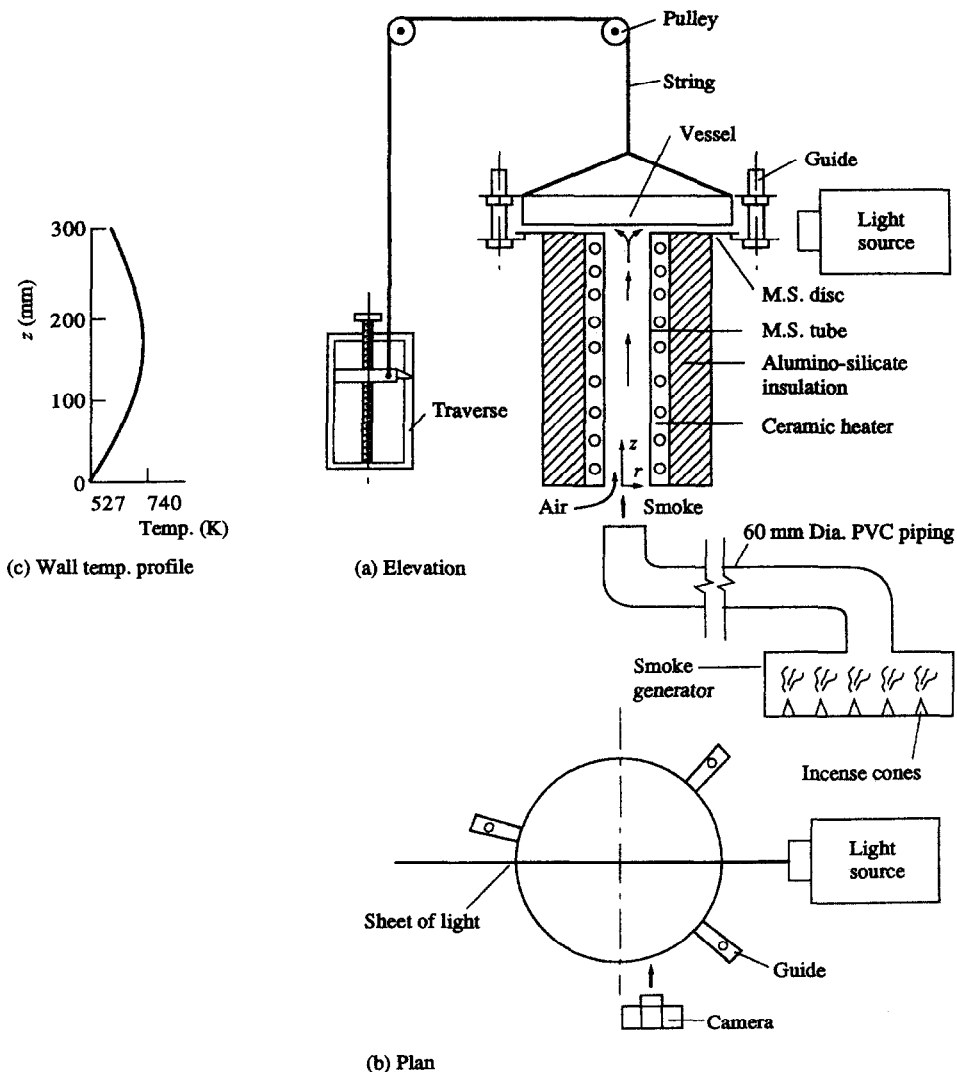 Pulley
String
Vessel
Guide
Light
source
M.S. disc
M.S. tube
Alumino-silicate
insulation
Ceramic heater
Traverse
z
r
Air
Smoke
300
200
100
0
z (mm)
527 740
Temp. (K)
(c) Wall temp. profile
(a) Elevation
60 mm Dia. PVC piping
Smoke
generator
Incense cones
Light
source
Sheet of light
Guide
Camera
(b) Plan